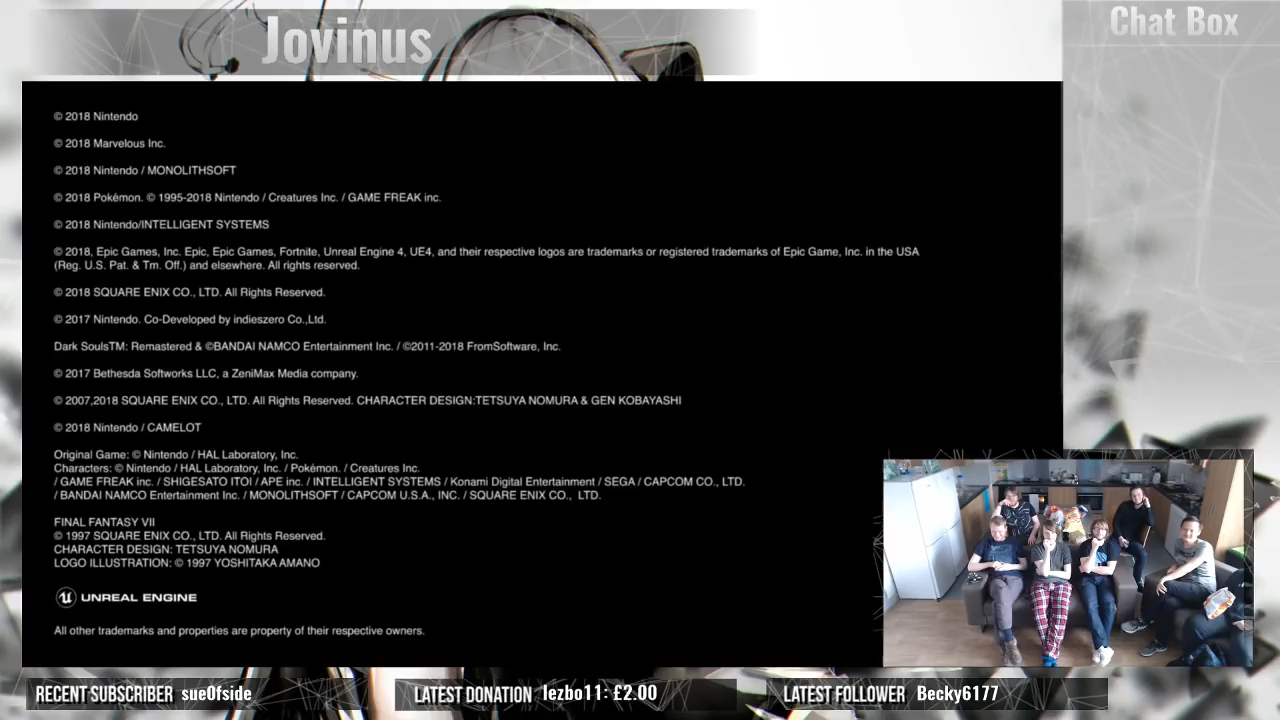 Jovinus
Chat Box
© 2018 Nintendo
© 2018 Marvelous Inc.
© 2018 Nintendo / MONOLITHSOFT
© 2018 Pokémon. © 1995-2018 Nintendo / Creatures Inc. / GAME FREAK inc.
© 2018 Nintendo/INTELLIGENT SYSTEMS
© 2018, Epic Games, Inc. Epic, Epic Games, Fortnite, Unreal Engine 4, UE4, and their respective logos are trademarks or registered trademarks of Epic Game, Inc. in the USA
(Reg. U.S. Pat. & Tm. Off.) and elsewhere. All rights reserved.
© 2018 SQUARE ENIX CO., LTD. All Rights Reserved.
© 2017 Nintendo. Co-Developed by indieszero Co.,Ltd.
Dark SoulsTM: Remastered & ©BANDAI NAMCO Entertainment Inc. / ©2011-2018 FromSoftware, Inc.
© 2017 Bethesda Softworks LLC, a ZeniMax Media company.
© 2007,2018 SQUARE ENIX CO., LTD. All Rights Reserved. CHARACTER DESIGN:TETSUYA NOMURA & GEN KOBAYASHI
© 2018 Nintendo / CAMELOT
Original Game: © Nintendo / HAL Laboratory, Inc.
Characters: © Nintendo / HAL Laboratory, Inc. / Pokémon. / Creatures Inc.
/ GAME FREAK inc. / SHIGESATO ITOI / APE inc. / INTELLIGENT SYSTEMS / Konami Digital Entertainment / SEGA / CAPCOM CO., LTD.
/ BANDAI NAMCO Entertainment Inc. / MONOLITHSOFT / CAPCOM U.S.A., INC. / SQUARE ENIX CO., LTD.
FINAL FANTASY VII
© 1997 SQUARE ENIX CO., LTD. All Rights Reserved.
CHARACTER DESIGN: TETSUYA NOMURA
LOGO ILLUSTRATION: © 1997 YOSHITAKA AMANO
UNREAL ENGINE
All other trademarks and properties are property of their respective owners.
RECENT SUBSCRIBER sue0fside
LATEST DONATION lezbo11: £2.00
LATEST FOLLOWER Becky6177